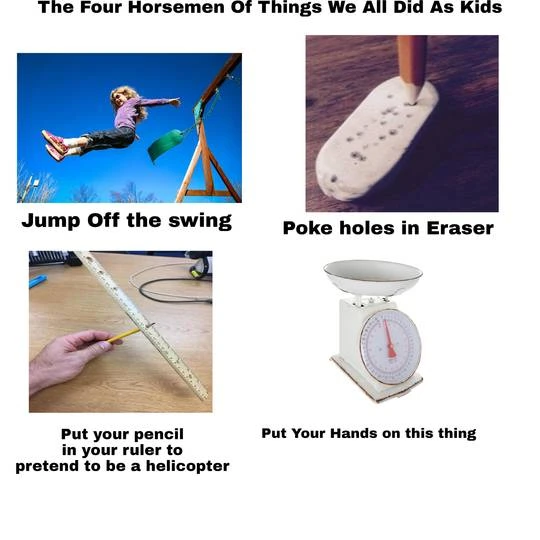 The Four Horsemen Of Things We All Did As Kids
Jump Off the swing
Poke holes in Eraser
Put your pencil
in your ruler to
pretend to be a helicopter
Put Your Hands on this thing